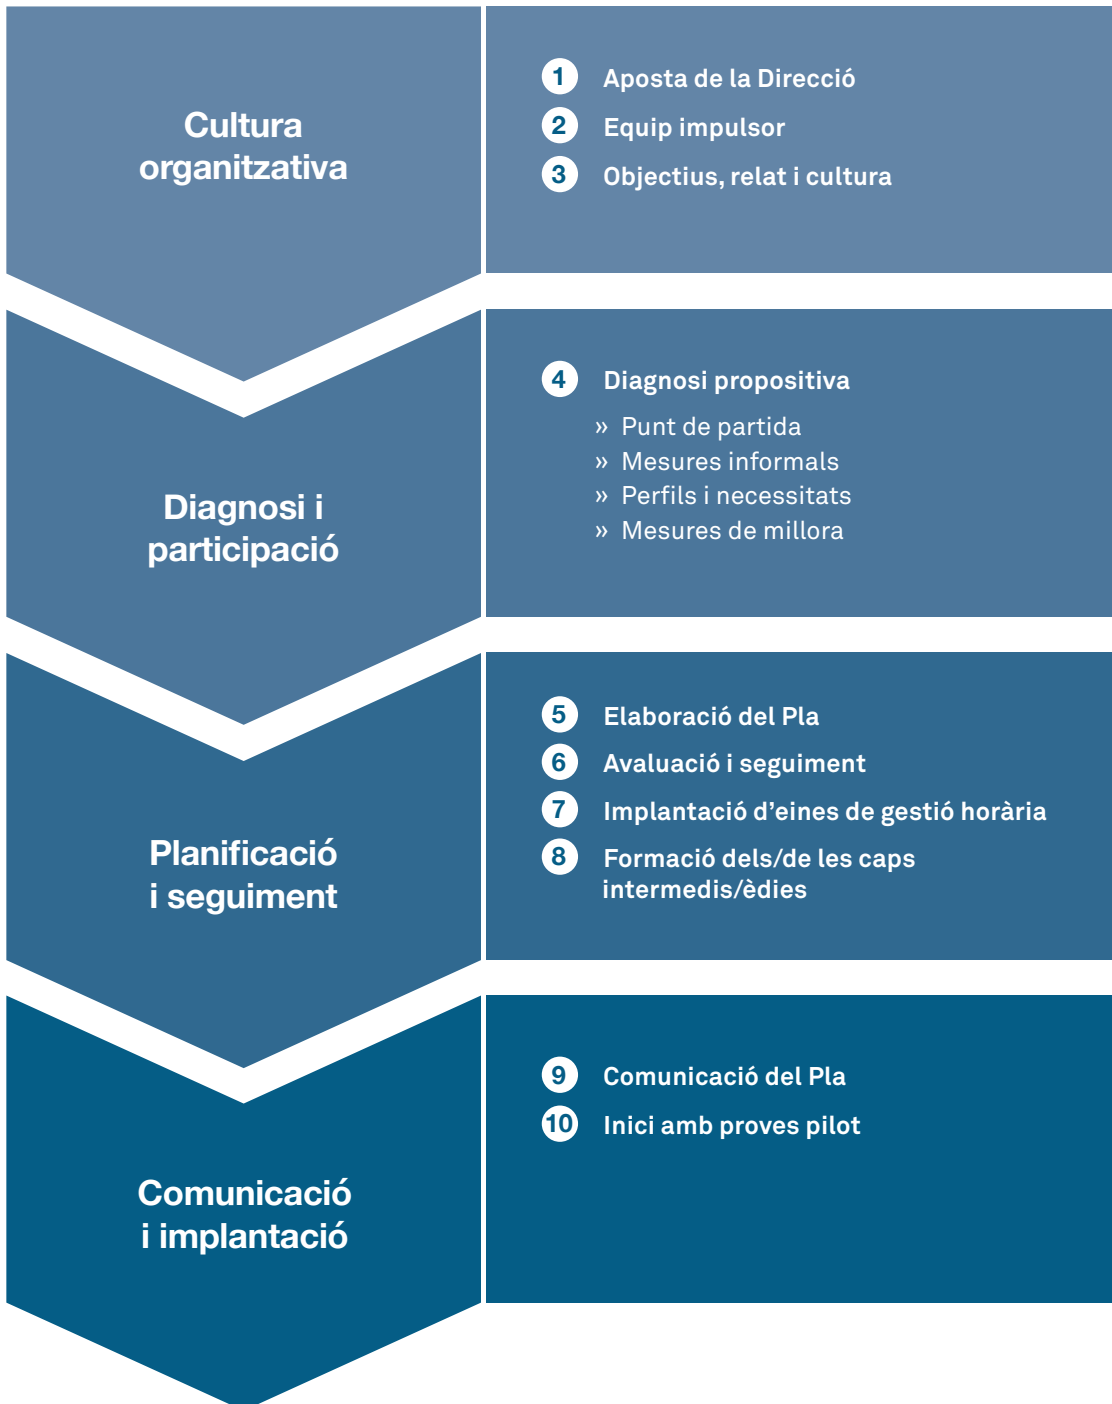 Cultura
organitzativa
1 Aposta de la Direcció
2 Equip impulsor
3 Objectius, relat i cultura
Diagnosi i
participació
4 Diagnosi propositiva
» Punt de partida
» Mesures informals
» Perfils i necessitats
» Mesures de millora
Planificació
i seguiment
5 Elaboració del Pla
6 Avaluació i seguiment
7 Implantació d’eines de gestió horària
8 Formació dels/de les caps
intermedis/èdies
Comunicació
i implantació
9 Comunicació del Pla
10 Inici amb proves pilot